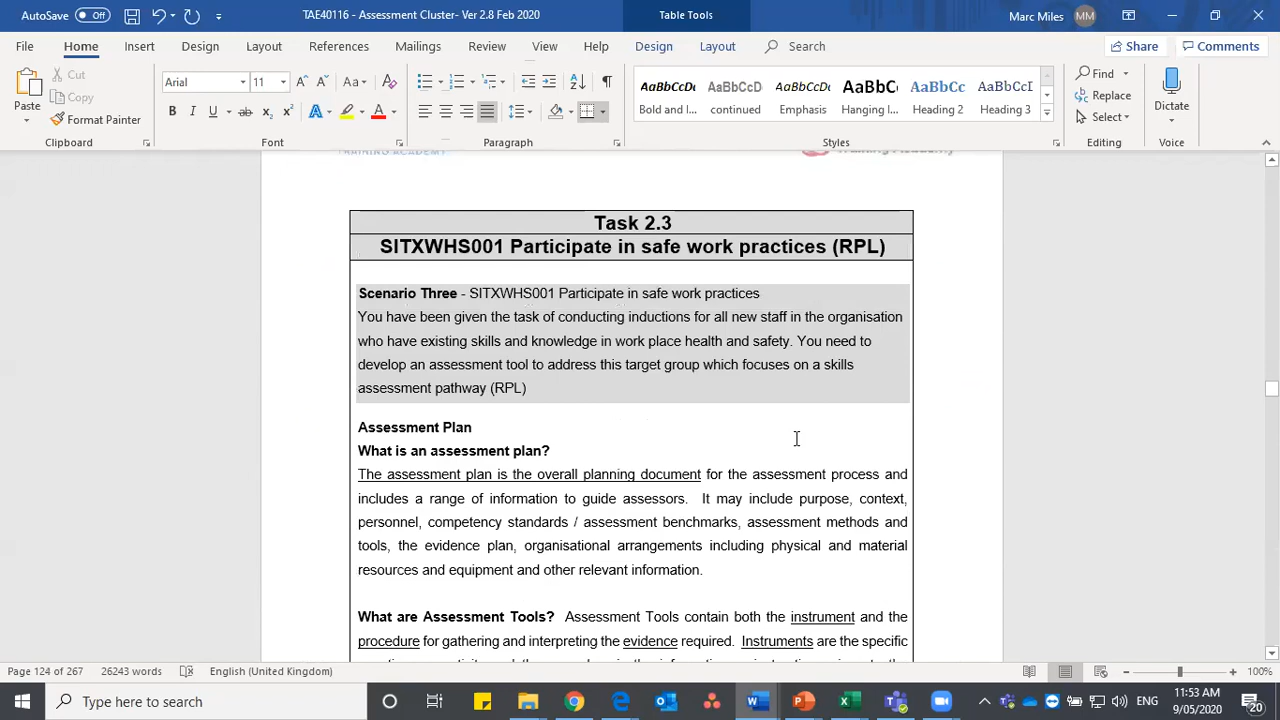 AutoSave Off TAE40116 - Assessment Cluster- Ver 2.8 Feb 2020 Table Tools Marc Miles MM
File Home Insert Design Layout References Mailings Review View Help Design Layout Search Share Comments
Paste Cut Copy Format Painter
Arial 11
Bold and I... continued Emphasis Hanging I... Heading 2 Heading 3
Find Replace Select
Dictate
Clipboard Font Paragraph Styles Editing Voice
TRAINING ACADEMY Training Academy
Task 2.3
SITXWHS001 Participate in safe work practices (RPL)
Scenario Three - SITXWHS001 Participate in safe work practices
You have been given the task of conducting inductions for all new staff in the organisation
who have existing skills and knowledge in work place health and safety. You need to
develop an assessment tool to address this target group which focuses on a skills
assessment pathway (RPL)
Assessment Plan
What is an assessment plan?
The assessment plan is the overall planning document for the assessment process and
includes a range of information to guide assessors. It may include purpose, context,
personnel, competency standards / assessment benchmarks, assessment methods and
tools, the evidence plan, organisational arrangements including physical and material
resources and equipment and other relevant information.
What are Assessment Tools? Assessment Tools contain both the instrument and the
procedure for gathering and interpreting the evidence required. Instruments are the specific
Page 124 of 267 26243 words English (United Kingdom) 100%
Type here to search ENG 11:53 AM
9/05/2020 20